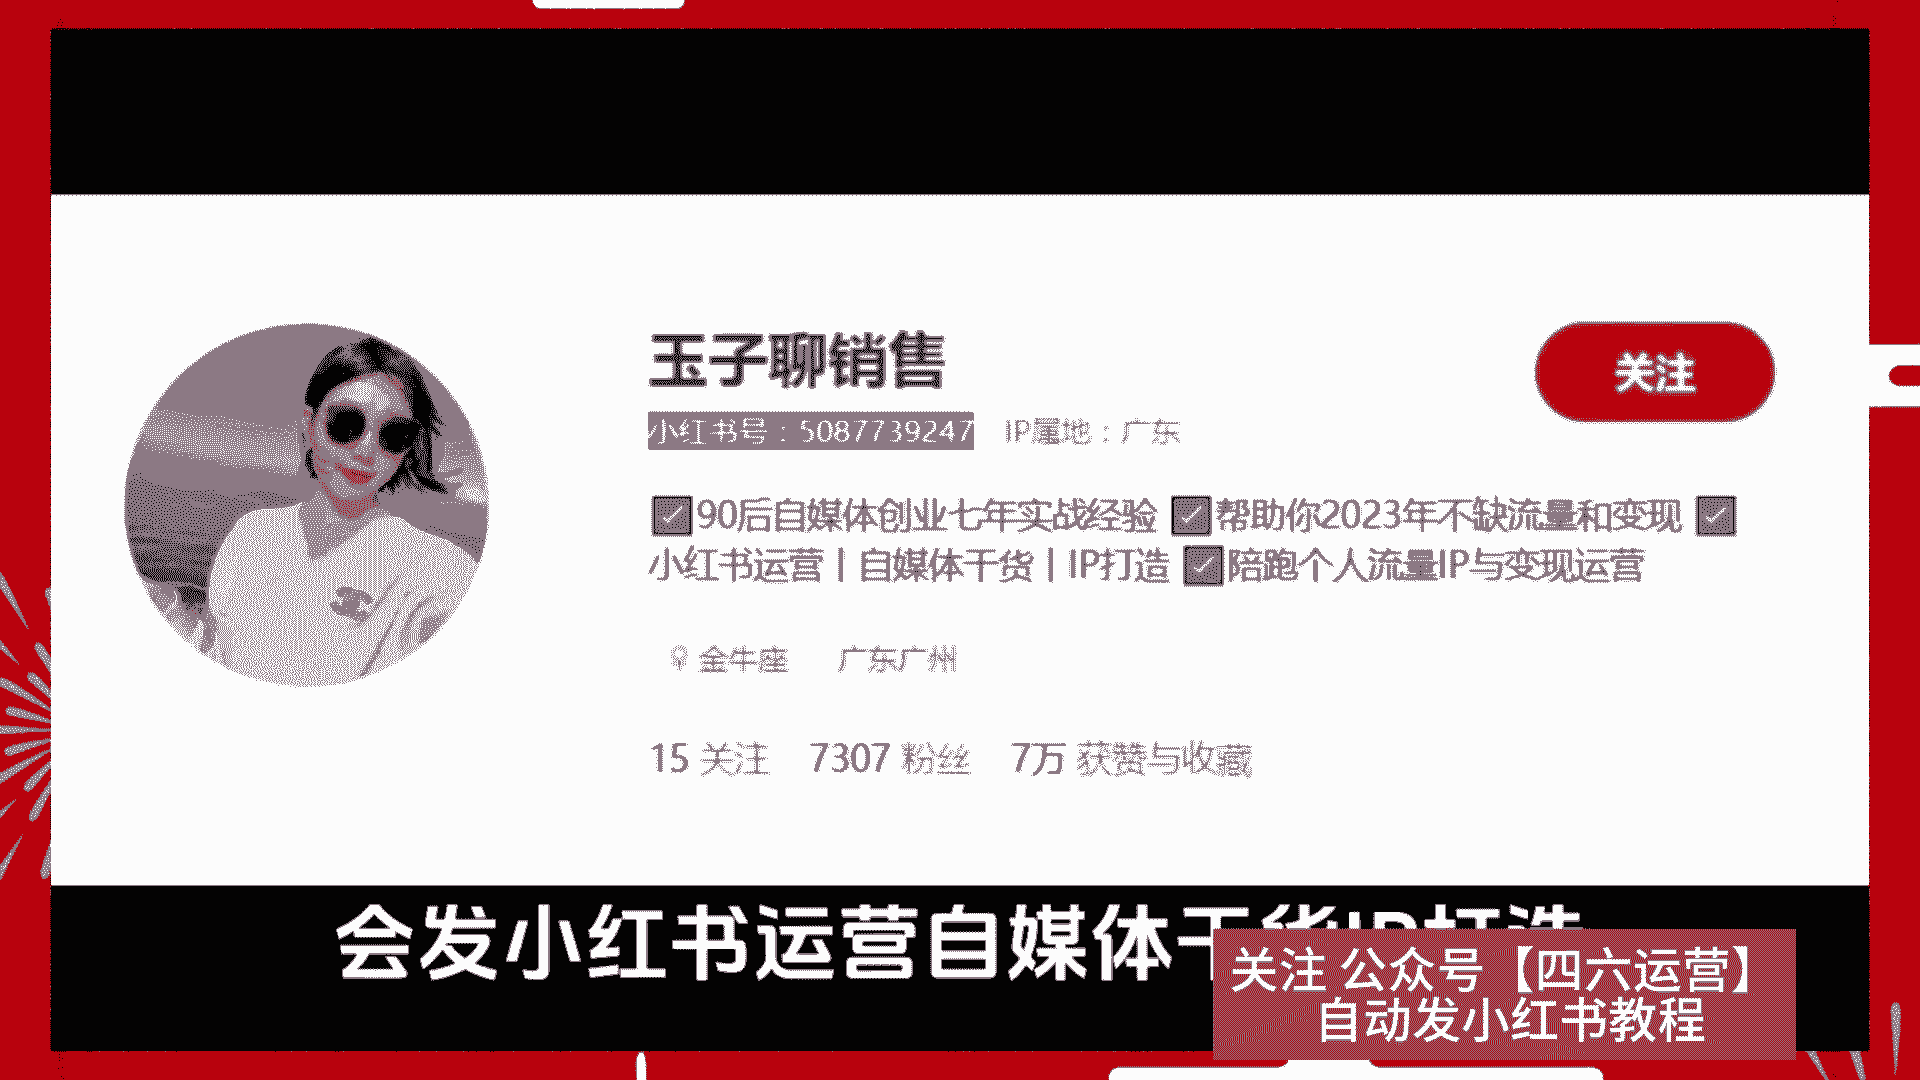 玉子聊销售
关注
小红书号：5087739247 IP属地：广东
90后自媒体创业七年实战经验 帮助你2023年不缺流量和变现
小红书运营丨自媒体干货丨IP打造 陪跑个人流量IP与变现运营
金牛座 广东广州
15 关注 7307 粉丝 7万 获赞与收藏
会发小红书运营自媒体干货IP打造
关注 公众号【四六运营】
自动发小红书教程